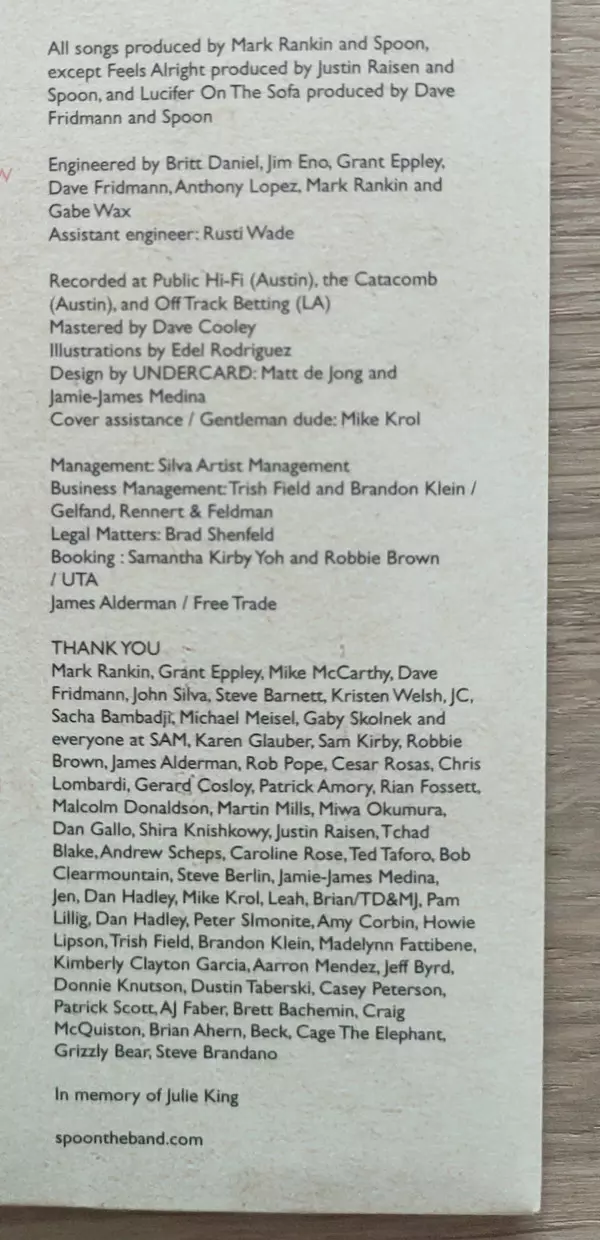 All songs produced by Mark Rankin and Spoon,
except Feels Alright produced by Justin Raisen and
Spoon, and Lucifer On The Sofa produced by Dave
Fridmann and Spoon
Engineered by Britt Daniel, Jim Eno, Grant Eppley,
Dave Fridmann, Anthony Lopez, Mark Rankin and
Gabe Wax
Assistant engineer: Rusti Wade
Recorded at Public Hi-Fi (Austin), the Catacomb
(Austin), and Off Track Betting (LA)
Mastered by Dave Cooley
Illustrations by Edel Rodriguez
Design by UNDERCARD: Matt de Jong and
Jamie-James Medina
Cover assistance / Gentleman dude: Mike Krol
Management: Silva Artist Management
Business Management: Trish Field and Brandon Klein /
Gelfand, Rennert & Feldman
Legal Matters: Brad Shenfeld
Booking : Samantha Kirby Yoh and Robbie Brown
/ UTA
James Alderman / Free Trade
THANK YOU
Mark Rankin, Grant Eppley, Mike McCarthy, Dave
Fridmann, John Silva, Steve Barnett, Kristen Welsh, JC,
Sacha Bambadji, Michael Meisel, Gaby Skolnek and
everyone at SAM, Karen Glauber, Sam Kirby, Robbie
Brown, James Alderman, Rob Pope, Cesar Rosas, Chris
Lombardi, Gerard Cosloy, Patrick Amory, Rian Fossett,
Malcolm Donaldson, Martin Mills, Miwa Okumura,
Dan Gallo, Shira Knishkowy, Justin Raisen, Tchad
Blake, Andrew Scheps, Caroline Rose, Ted Taforo, Bob
Clearmountain, Steve Berlin, Jamie-James Medina,
Jen, Dan Hadley, Mike Krol, Leah, Brian/TD&MJ, Pam
Lillig, Dan Hadley, Peter SImonite, Amy Corbin, Howie
Lipson, Trish Field, Brandon Klein, Madelynn Fattibene,
Kimberly Clayton Garcia, Aarron Mendez, Jeff Byrd,
Donnie Knutson, Dustin Taberski, Casey Peterson,
Patrick Scott, AJ Faber, Brett Bachemin, Craig
McQuiston, Brian Ahern, Beck, Cage The Elephant,
Grizzly Bear, Steve Brandano
In memory of Julie King
spoontheband.com